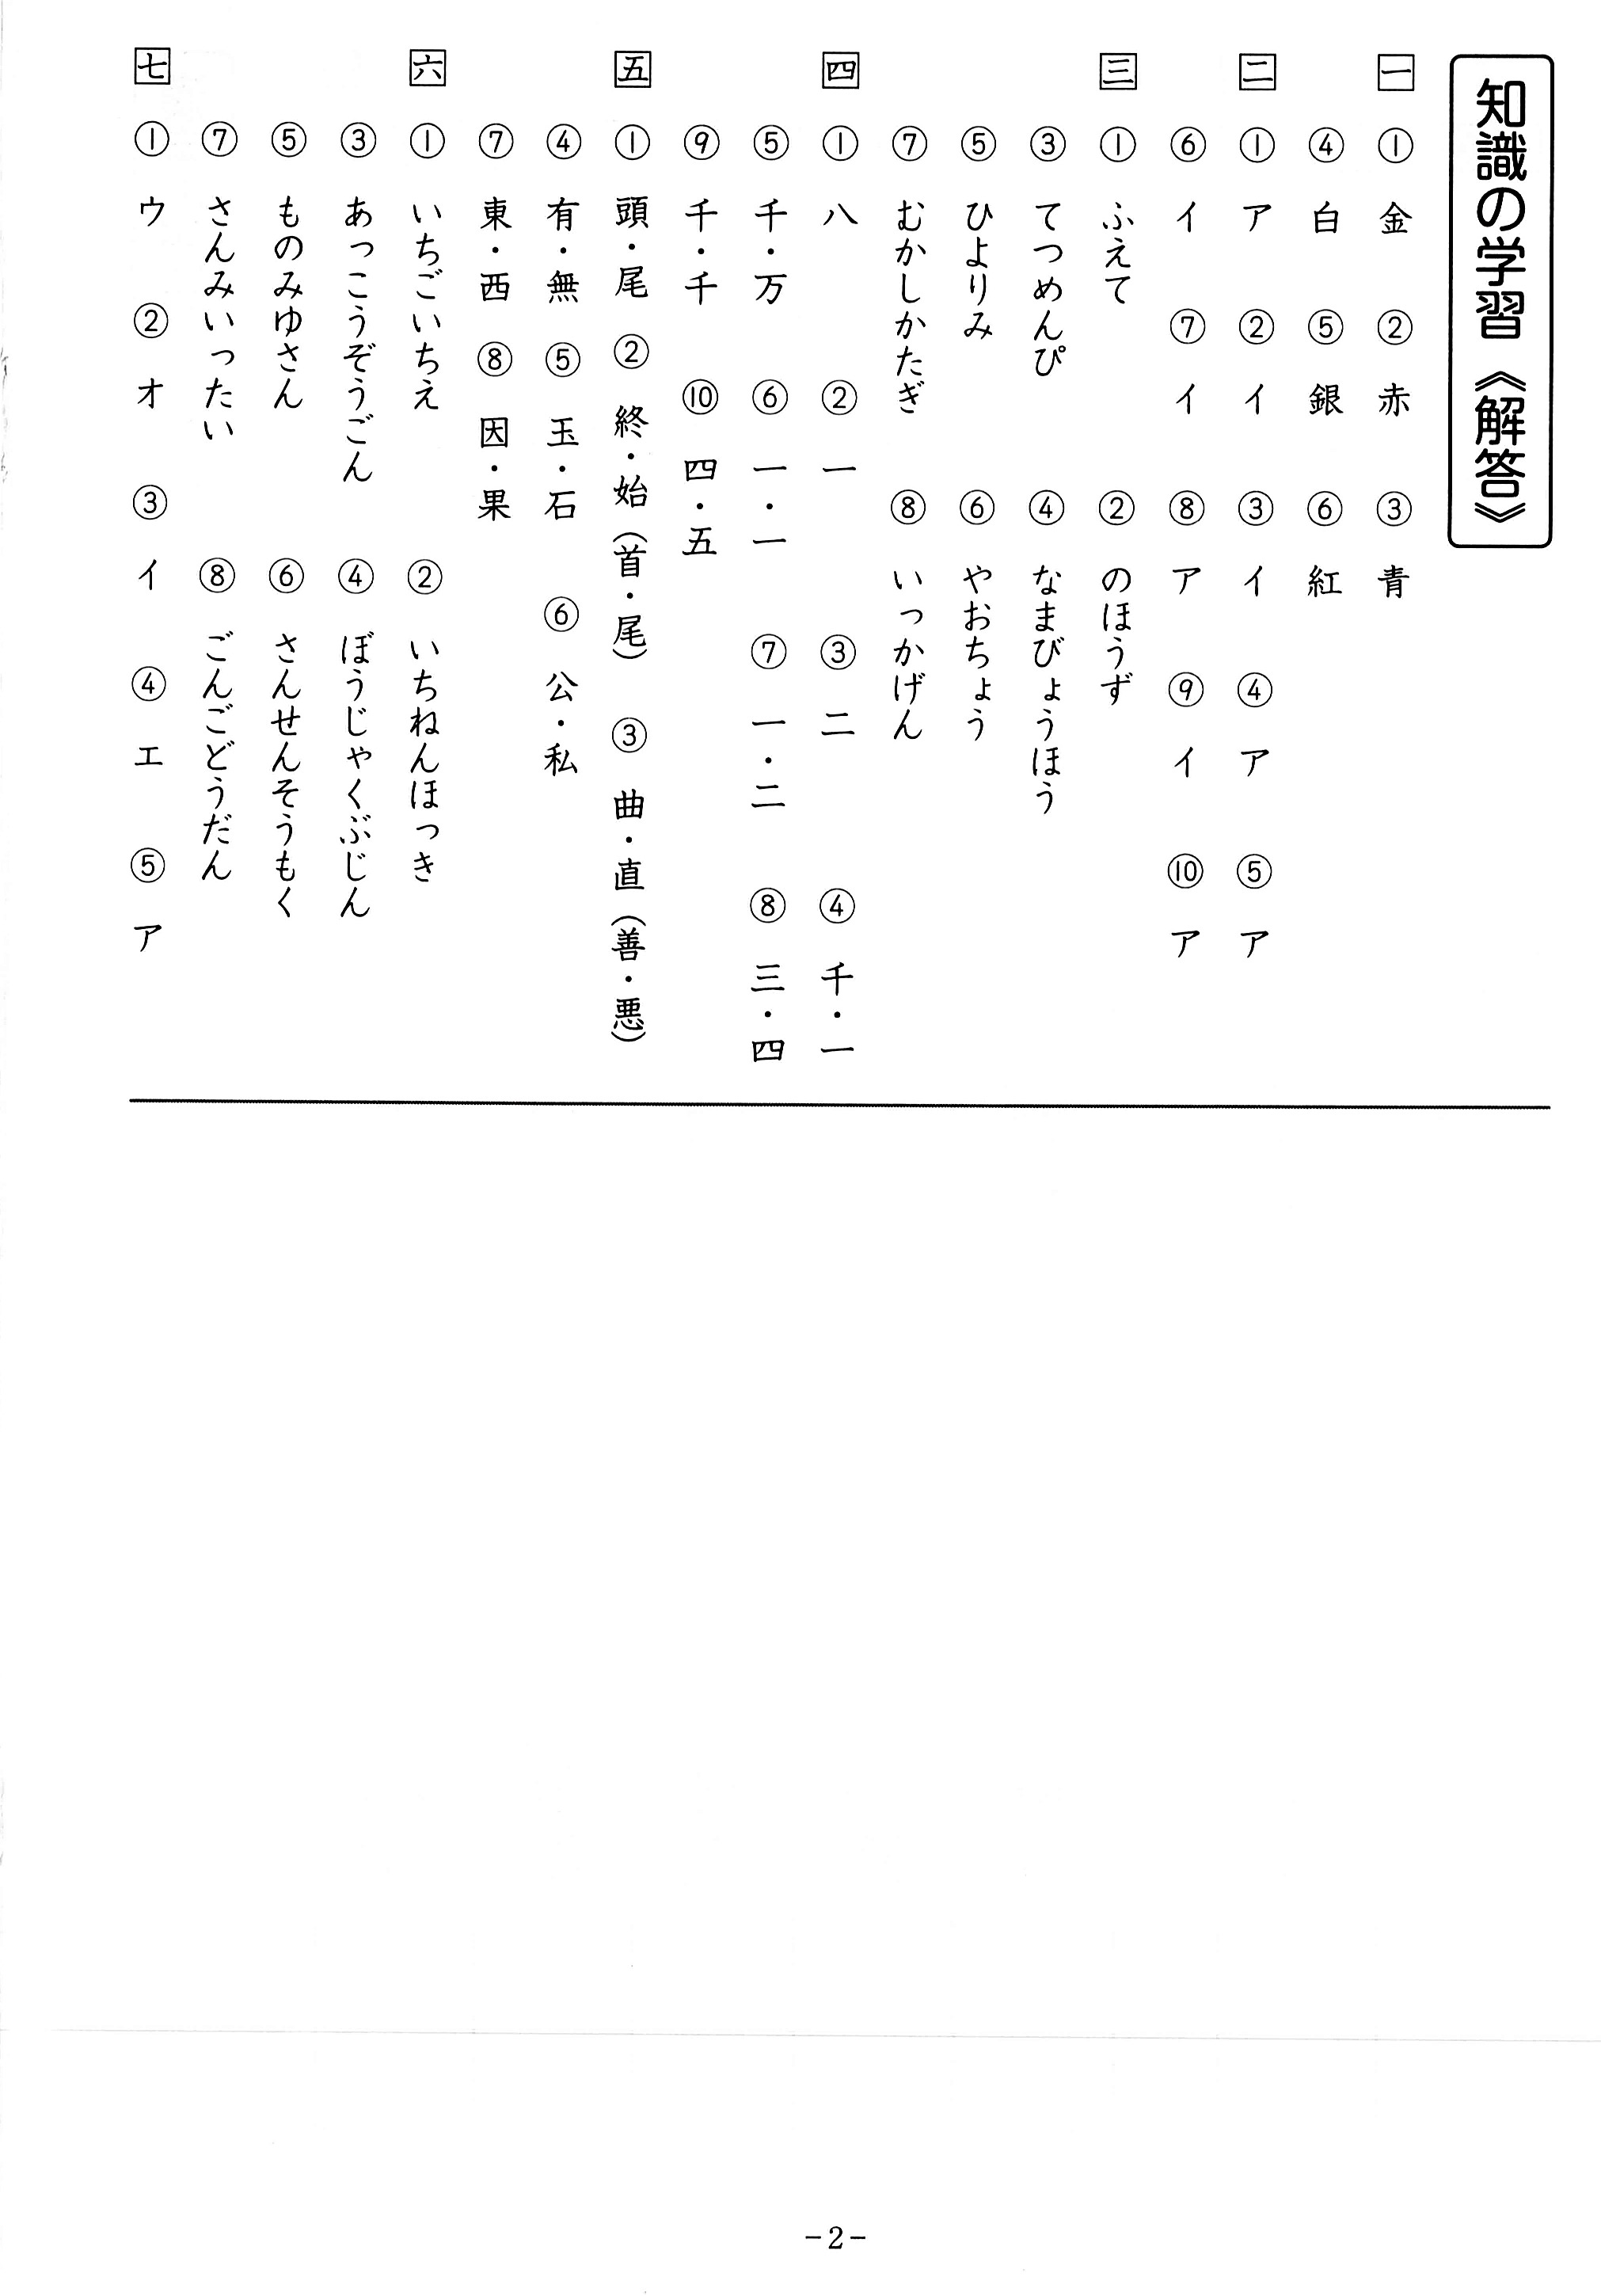 知識の学習《解答》
一 ① 金 ② 赤 ③ 青
④ 白 ⑤ 銀 ⑥ 紅
二 ① ア ② イ ③ イ ④ ア ⑤ ア
⑥ イ ⑦ イ ⑧ ア ⑨ イ ⑩ ア
三 ① ふえて ② のほうず
③ てつめんぴ ④ なまびょうほう
⑤ ひよりみ ⑥ やおちょう
⑦ むかしかたぎ ⑧ いっかげん
四 ① 八 ② 一 ③ 二 ④ 千・一
⑤ 千・万 ⑥ 一・一 ⑦ 一・二 ⑧ 三・四
⑨ 千・千 ⑩ 四・五
五 ① 頭・尾 ② 終・始(首・尾) ③ 曲・直(善・悪)
④ 有・無 ⑤ 玉・石 ⑥ 公・私
⑦ 東・西 ⑧ 因・果
六 ① いちごいちえ ② いちねんほっき
③ あっこうぞうごん ④ ぼうじゃくぶじん
⑤ ものみゆさん ⑥ さんせんそうもく
⑦ さんみいったい ⑧ ごんごどうだん
七 ① ウ ② オ ③ イ ④ エ ⑤ ア
-2-